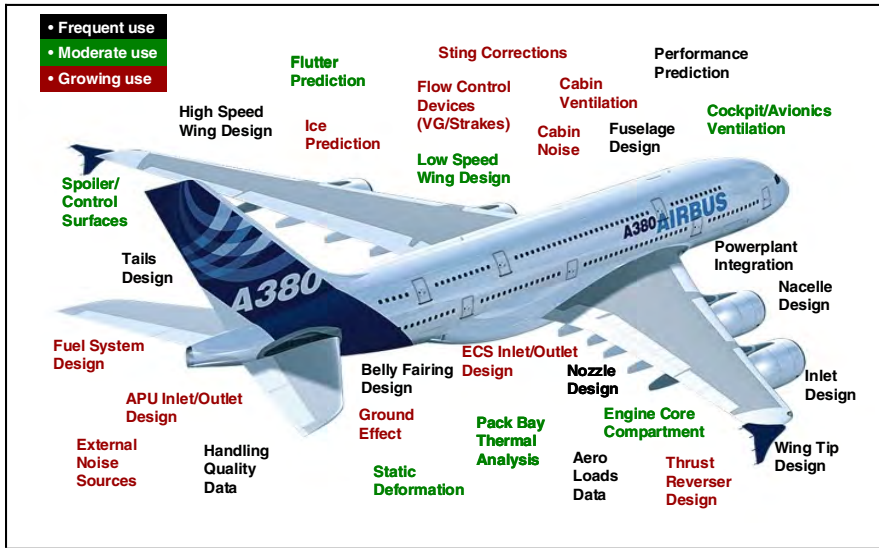 • Frequent use
• Moderate use
• Growing use
Flutter
Prediction
Sting Corrections
Performance
Prediction
High Speed
Wing Design
Ice
Prediction
Flow Control
Devices
(VG/Strakes)
Cabin
Ventilation
Cabin
Noise
Fuselage
Design
Cockpit/Avionics
Ventilation
Low Speed
Wing Design
Spoiler/
Control
Surfaces
A380 AIRBUS
Tails
Design
Powerplant
Integration
A380
Nacelle
Design
Fuel System
Design
Belly Fairing
Design
ECS Inlet/Outlet
Design
Nozzle
Design
Inlet
Design
APU Inlet/Outlet
Design
Ground
Effect
Pack Bay
Thermal
Analysis
Engine Core
Compartment
External
Noise
Sources
Handling
Quality
Data
Static
Deformation
Aero
Loads
Data
Thrust
Reverser
Design
Wing Tip
Design